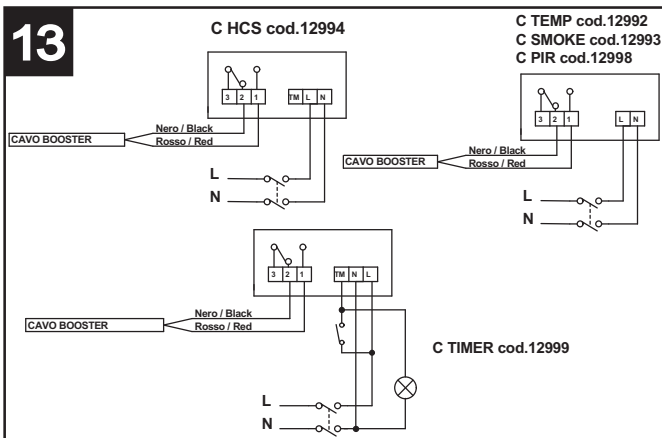 13
C HCS cod.12994
3 2 1 TM L N
CAVO BOOSTER
Nero / Black
Rosso / Red
L
N
C TEMP cod.12992
C SMOKE cod.12993
C PIR cod.12998
3 2 1 L N
CAVO BOOSTER
Nero / Black
Rosso / Red
L
N
3 2 1 TM N L
CAVO BOOSTER
Nero / Black
Rosso / Red
C TIMER cod.12999
L
N